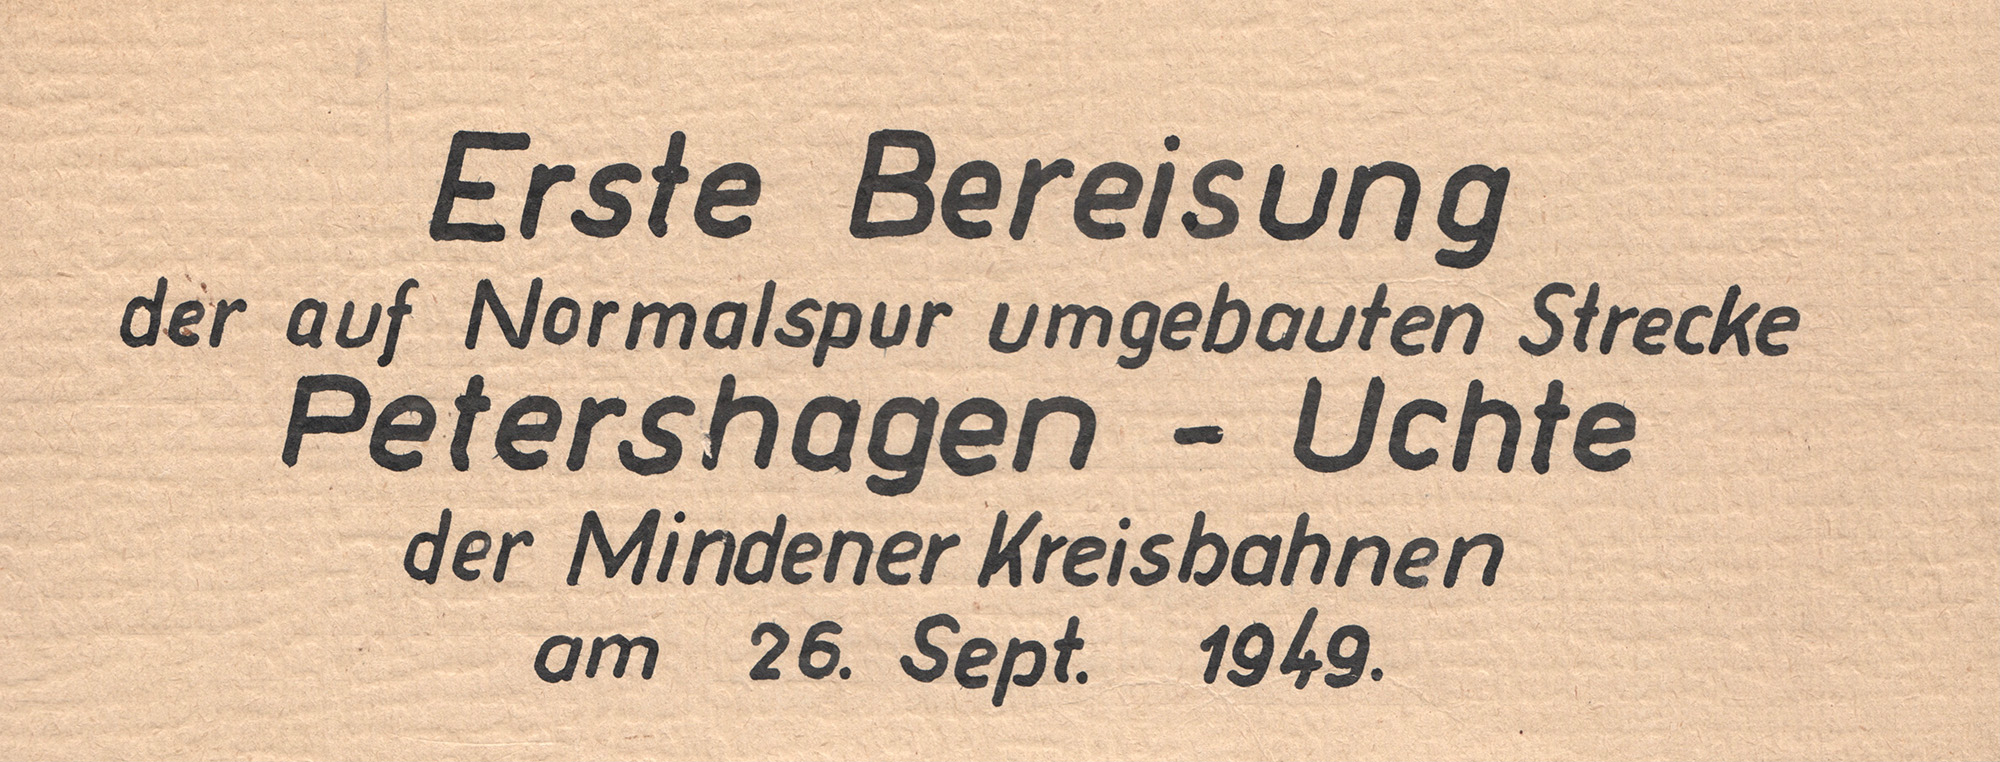 Erste Bereisung
der auf Normalspur umgebauten Strecke
Petershagen - Uchte
der Mindener Kreisbahnen
am 26. Sept. 1949.